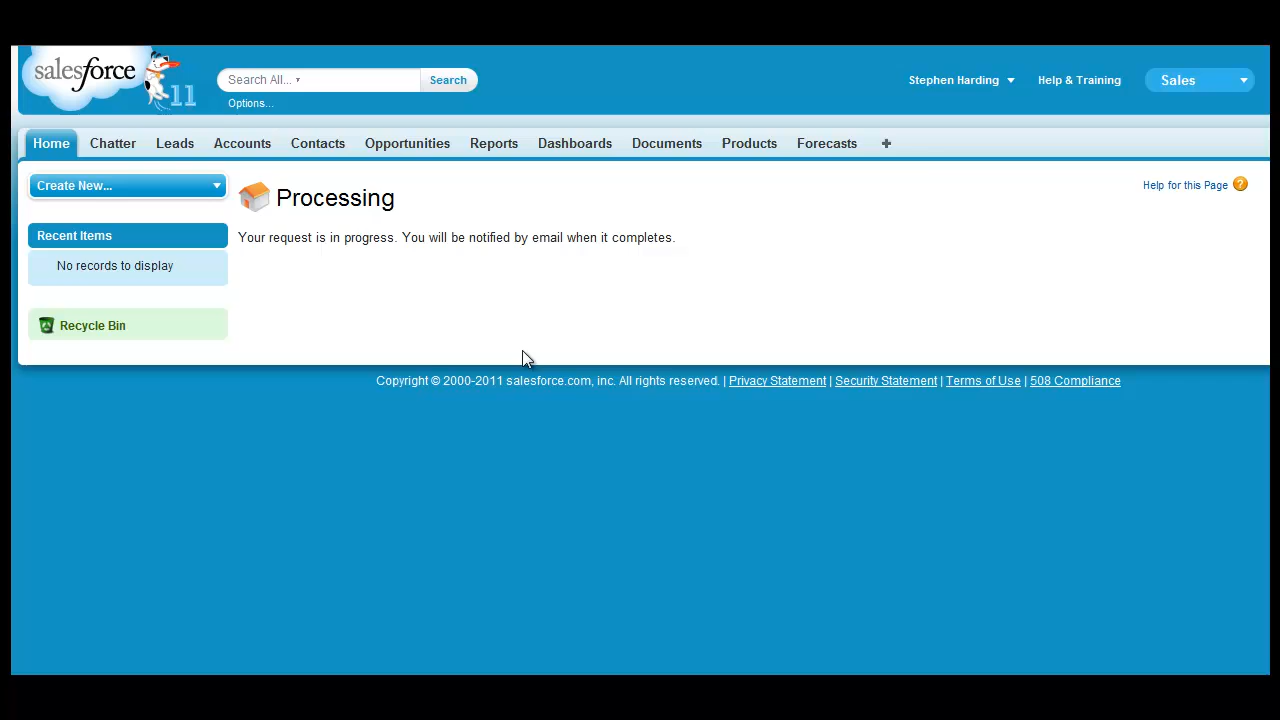 salesforce
11
Search All...
Search
Options...
Stephen Harding
Help & Training
Sales
Home
Chatter
Leads
Accounts
Contacts
Opportunities
Reports
Dashboards
Documents
Products
Forecasts
+
Create New...
Recent Items
No records to display
Recycle Bin
Processing
Help for this Page ?
Your request is in progress. You will be notified by email when it completes.
Copyright © 2000-2011 salesforce.com, inc. All rights reserved. | Privacy Statement | Security Statement | Terms of Use | 508 Compliance